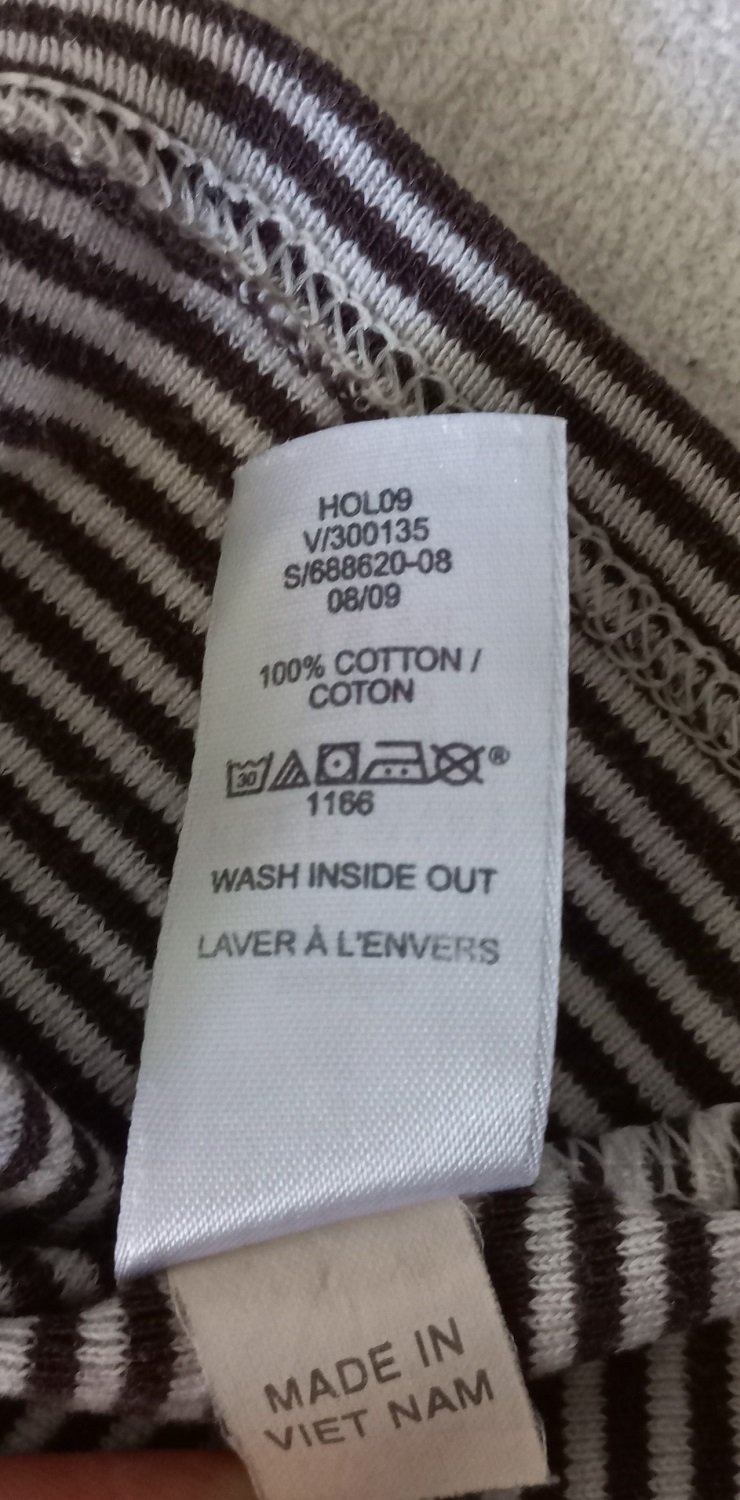 HOL09
V/300135
S/688620-08
08/09
100% COTTON /
COTON
30
®
1166
WASH INSIDE OUT
LAVER À L'ENVERS
MADE IN
VIET NAM